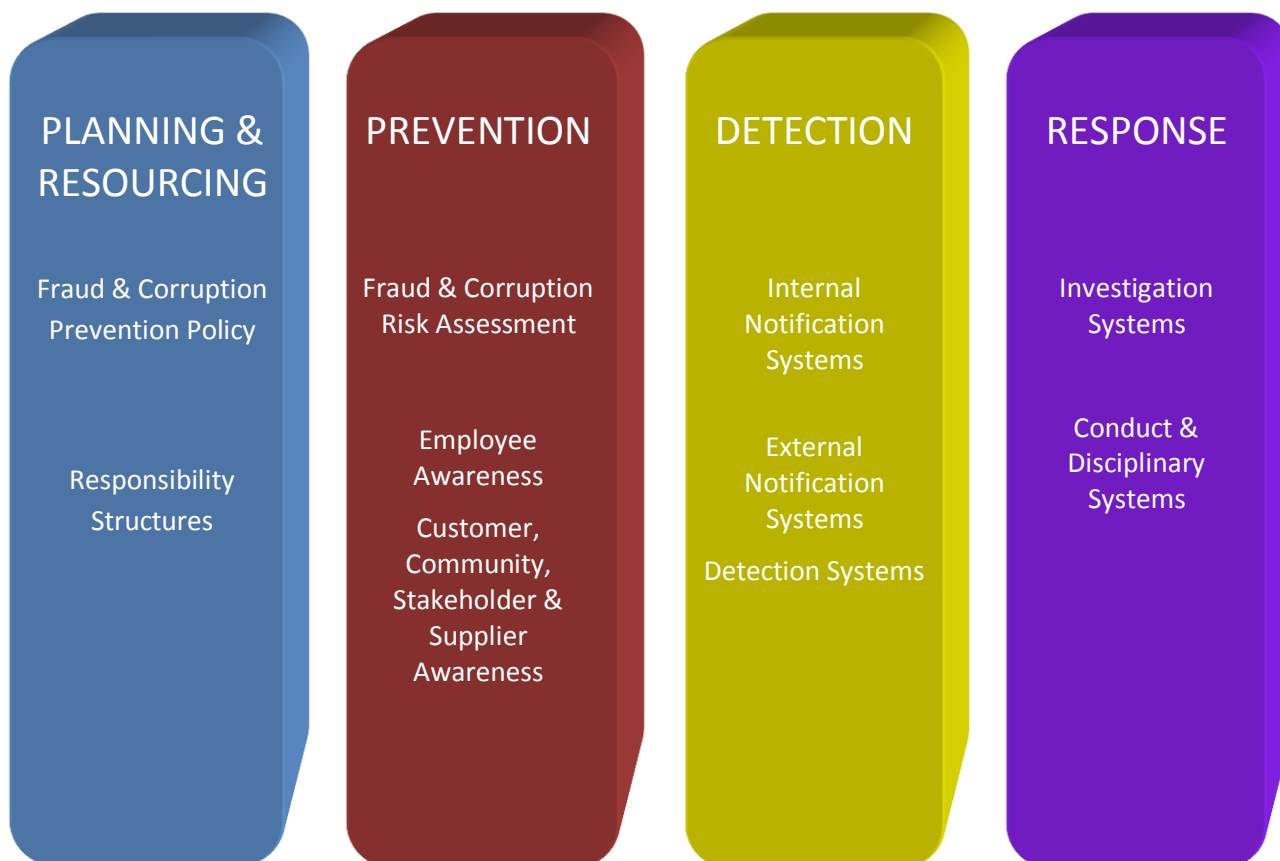 PLANNING &
RESOURCING
Fraud & Corruption
Prevention Policy
Responsibility
Structures
PREVENTION
Fraud & Corruption
Risk Assessment
Employee
Awareness
Customer,
Community,
Stakeholder &
Supplier
Awareness
DETECTION
Internal
Notification
Systems
External
Notification
Systems
Detection Systems
RESPONSE
Investigation
Systems
Conduct &
Disciplinary
Systems